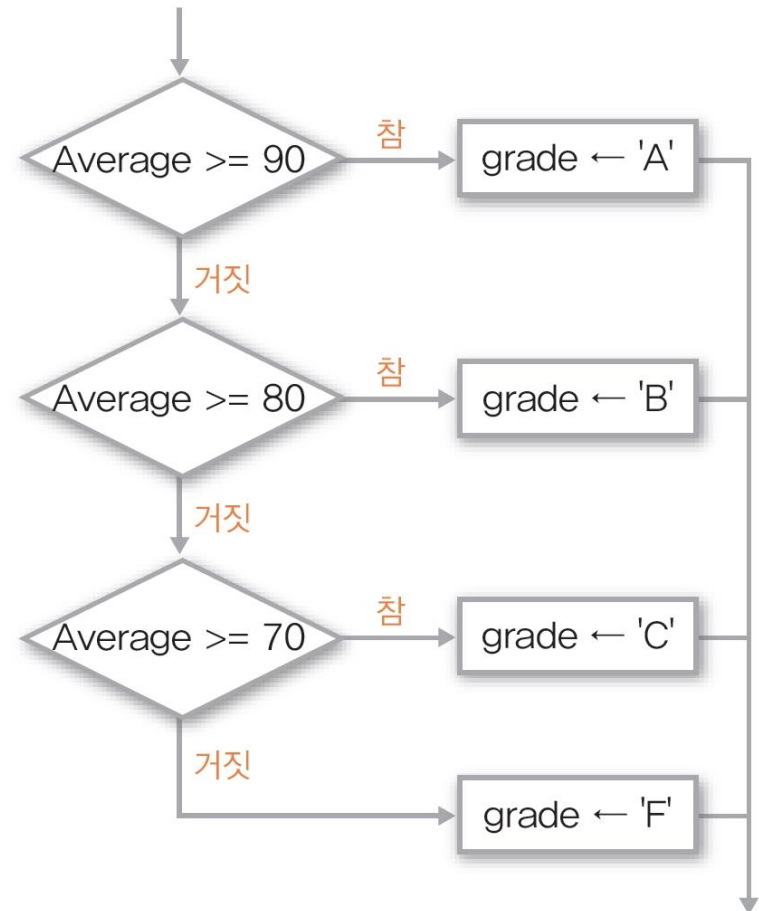 Average >= 90
참
grade ← 'A'
거짓
Average >= 80
참
grade ← 'B'
거짓
Average >= 70
참
grade ← 'C'
거짓
grade ← 'F'